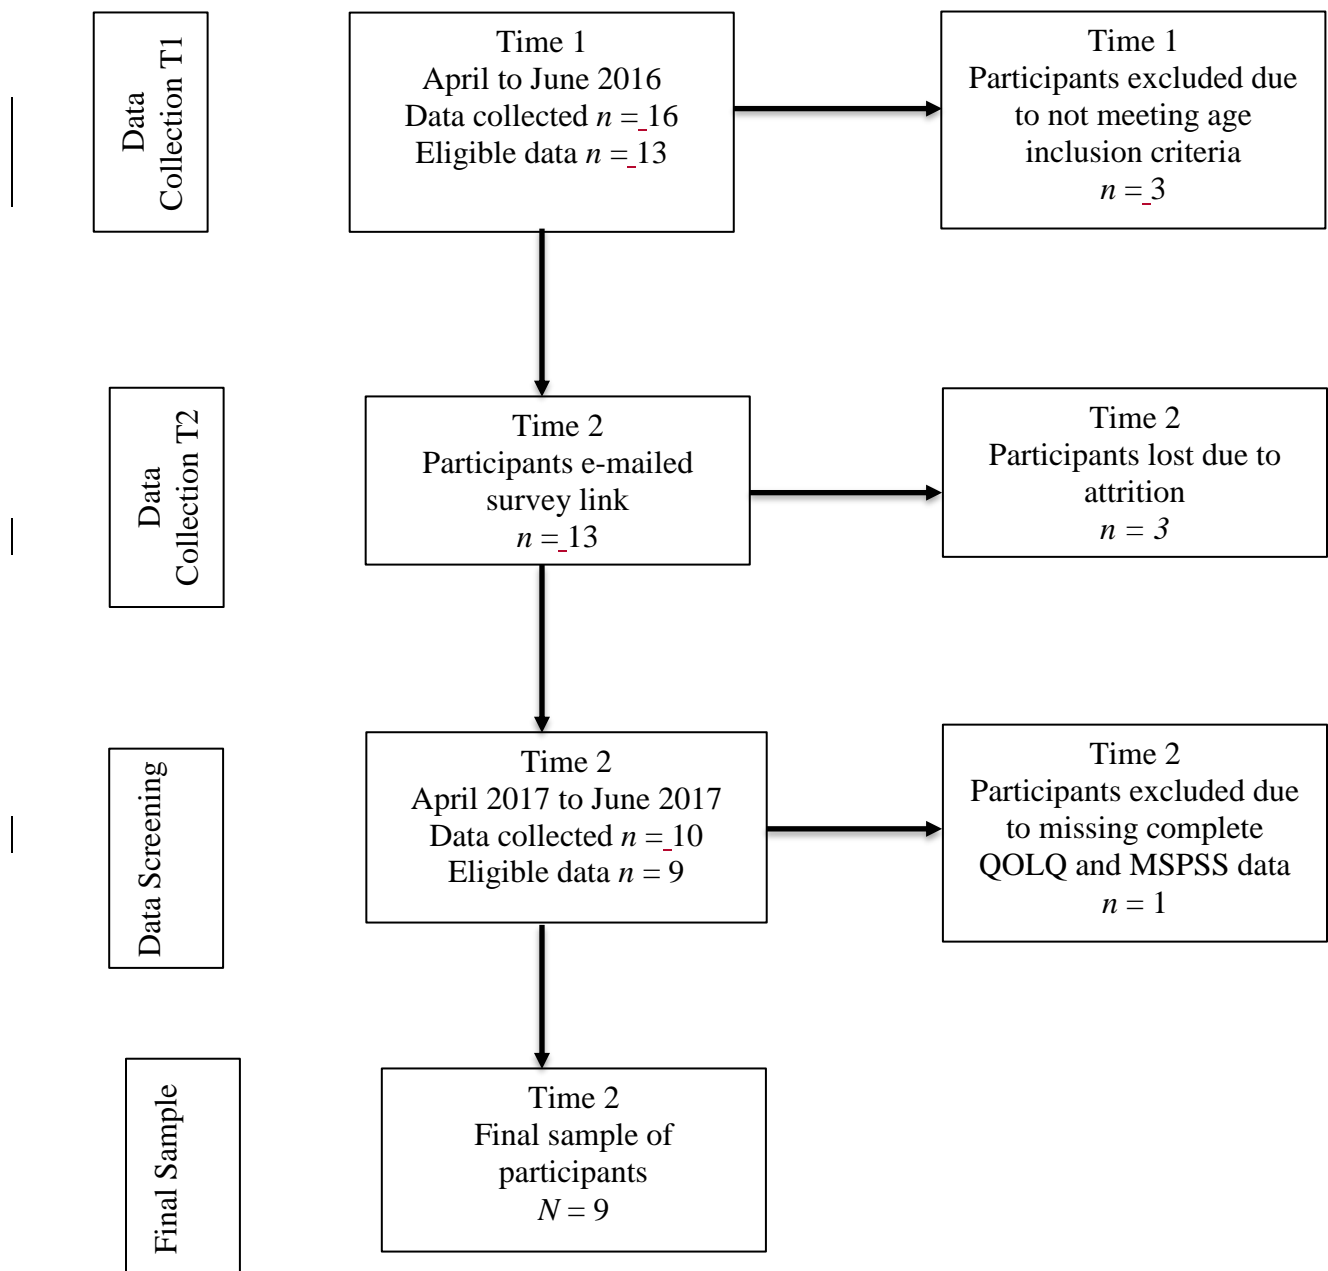 Data
Collection T1
Time 1
April to June 2016
Data collected n = 16
Eligible data n = 13
Time 1
Participants excluded due
to not meeting age
inclusion criteria
n = 3
Data
Collection T2
Time 2
Participants e-mailed
survey link
n = 13
Time 2
Participants lost due to
attrition
n = 3
Data Screening
Time 2
April 2017 to June 2017
Data collected n = 10
Eligible data n = 9
Time 2
Participants excluded due
to missing complete
QOLQ and MSPSS data
n = 1
Final Sample
Time 2
Final sample of
participants
N = 9